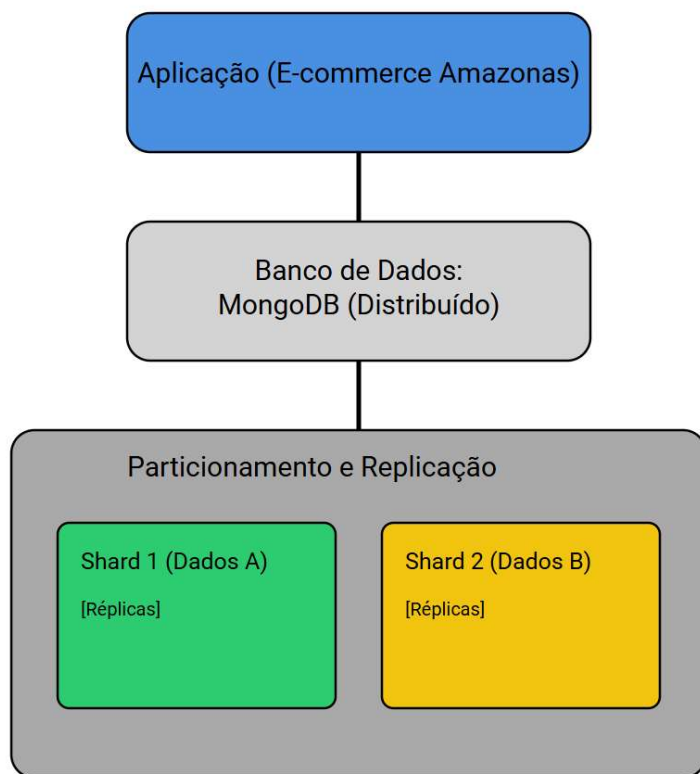 Aplicação (E-commerce Amazonas)
Banco de Dados:
MongoDB (Distribuído)
Particionamento e Replicação
Shard 1 (Dados A)
[Réplicas]
Shard 2 (Dados B)
[Réplicas]